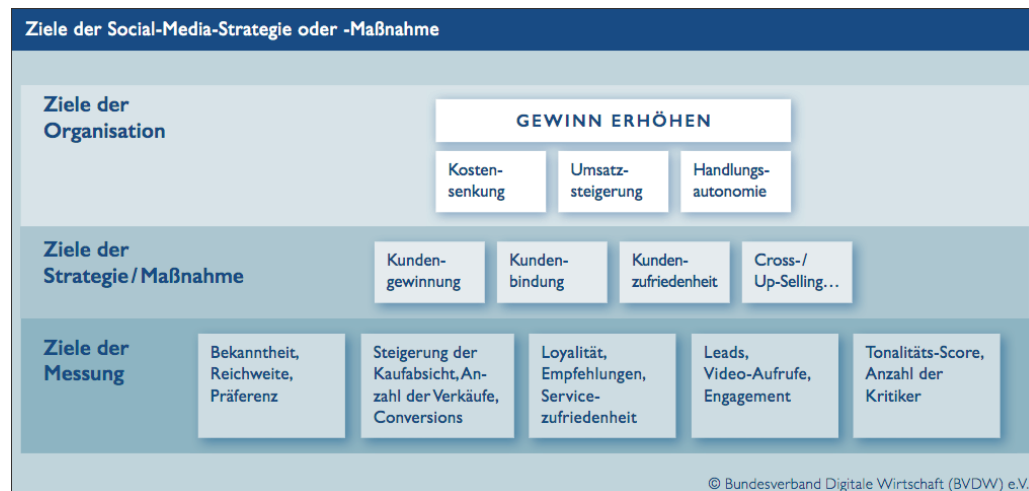 Ziele der Social-Media-Strategie oder -Maßnahme
Ziele der
Organisation
GEWINN ERHÖHEN
Kosten-
senkung
Umsatz-
steigerung
Handlungs-
autonomie
Ziele der
Strategie/Maßnahme
Kunden-
gewinnung
Kunden-
bindung
Kunden-
zufriedenheit
Cross-/
Up-Selling…
Ziele der
Messung
Bekanntheit,
Reichweite,
Präferenz
Steigerung der
Kaufabsicht, An-
zahl der Verkäufe,
Conversions
Loyalität,
Empfehlungen,
Service-
zufriedenheit
Leads,
Video-Aufrufe,
Engagement
Tonalitäts-Score,
Anzahl der
Kritiker
© Bundesverband Digitale Wirtschaft (BVDW) e.V.